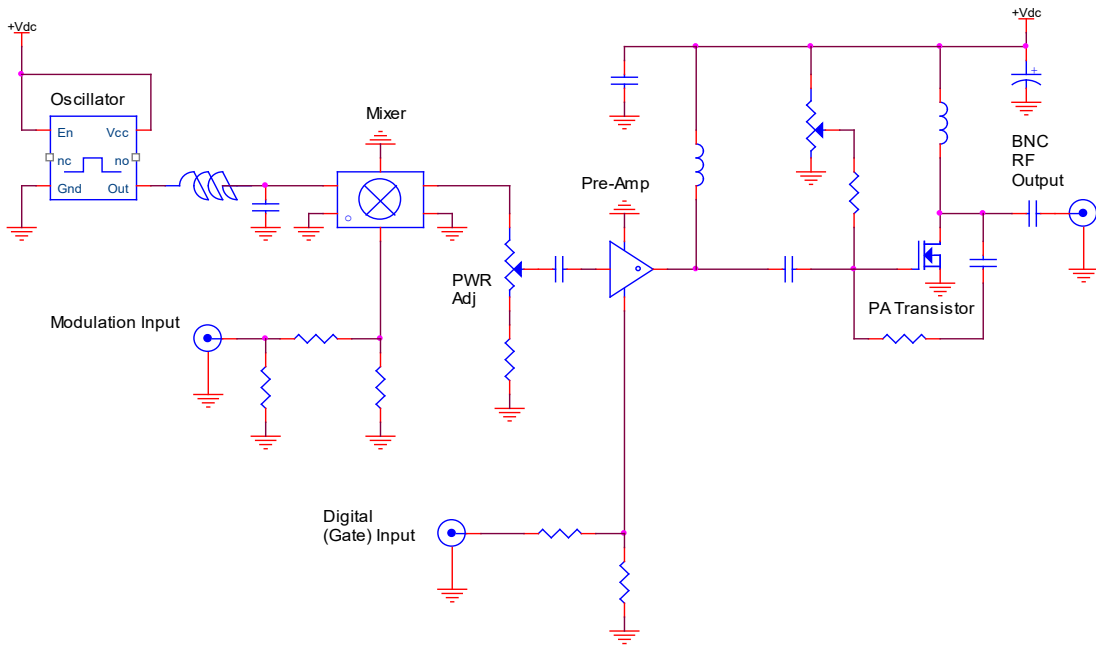 +Vdc
Oscillator
En
Vcc
nc
no
Gnd
Out
Mixer
Modulation Input
PWR
Adj
Pre-Amp
Digital
(Gate) Input
+Vdc
+
BNC
RF
Output
PA Transistor